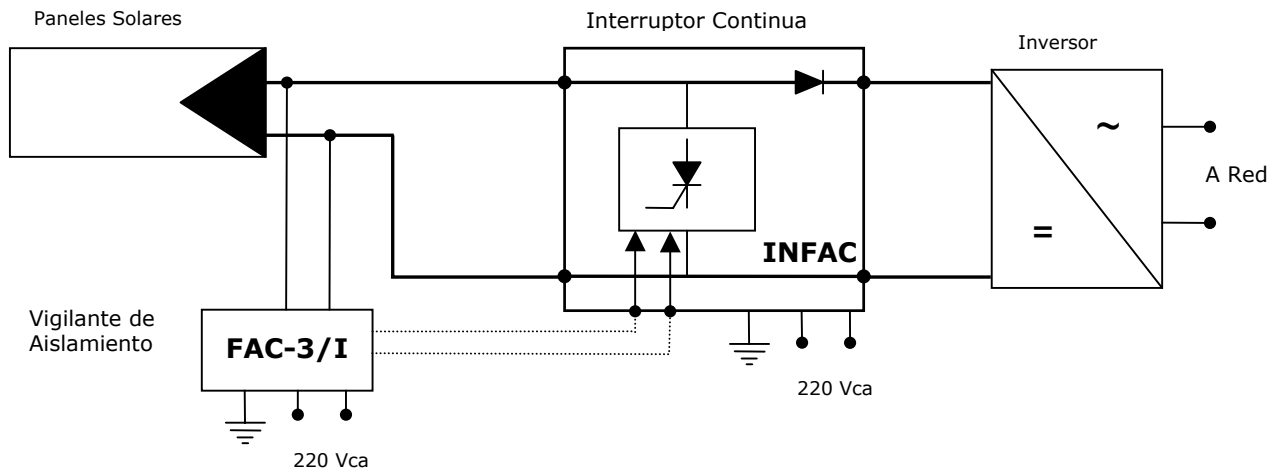 Paneles Solares
Interruptor Continua
Inversor
~
A Red
=
INFAC
Vigilante de
Aislamiento
FAC-3/I
220 Vca
220 Vca